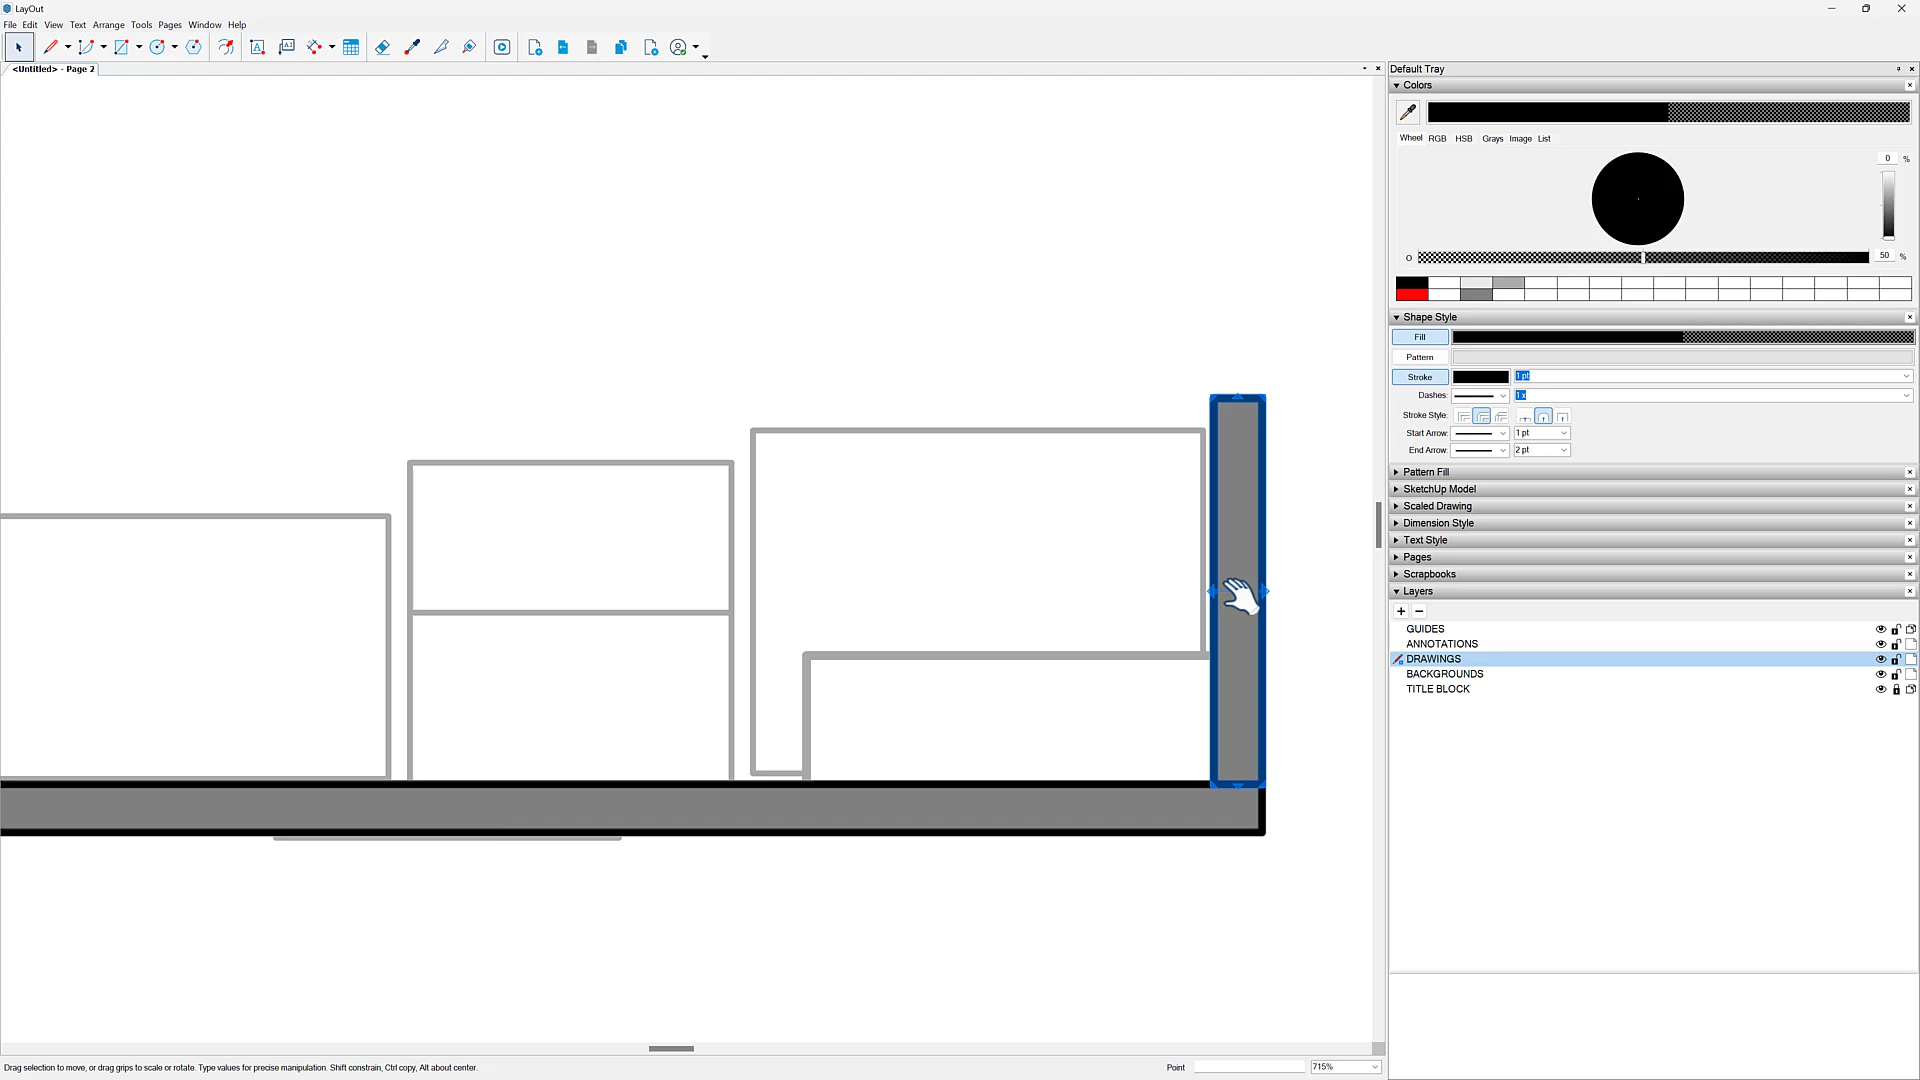 LayOut
File Edit View Text Arrange Tools Pages Window Help
<Untitled> - Page 2
Default Tray
Colors
Wheel RGB HSB Grays Image List
0 %
O 50 %
Shape Style
Fill
Pattern
Stroke 1 pt
Dashes: 1 x
Stroke Style:
Start Arrow: 1 pt
End Arrow: 2 pt
Pattern Fill
SketchUp Model
Scaled Drawing
Dimension Style
Text Style
Pages
Scrapbooks
Layers
GUIDES
ANNOTATIONS
DRAWINGS
BACKGROUNDS
TITLE BLOCK
Drag selection to move, or drag grips to scale or rotate. Type values for precise manipulation. Shift constrain, Ctrl copy, Alt about center.
Point 715%